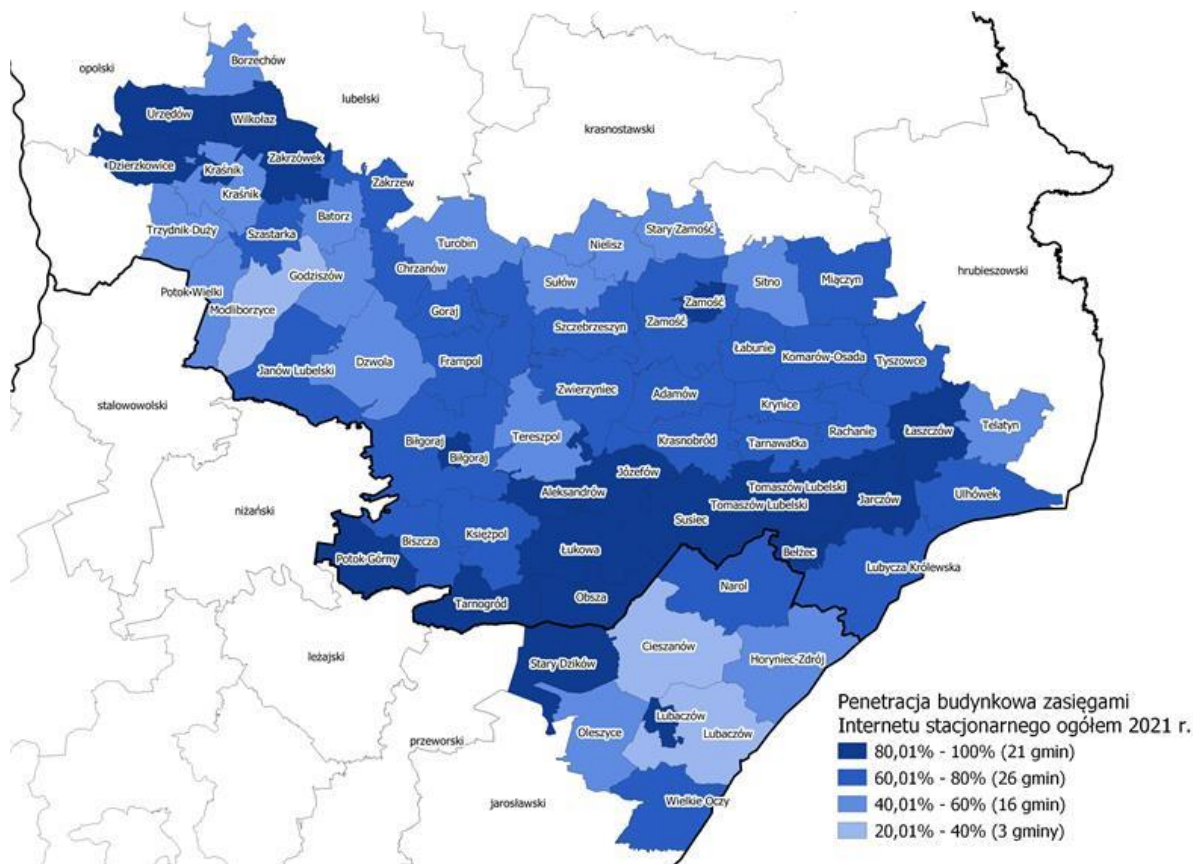 Borzechów
opolski
lubelski
Urzędów
Wilkołaz
krasnostawski
Dzierzkowice
Kraśnik
Zakrzówek
Kraśnik
Zakrzew
Batorz
Trzydnik-Duży
Szastarka
Turobin
Nielisz
Stary Zamość
Chrzanów
Godziszów
hrubieszowski
Potok-Wielki
Modliborzyce
Sułów
Sitno
Miączyn
Goraj
Zamość
Szczebrzeszyn
Zamość
Łabunie
Komarów-Osada
Tyszowce
Dzwola
Frampol
Janów Lubelski
Zwierzyniec
Adamów
stalowowolski
Krynice
Rachanie
Łaszczów
Telatyn
Biłgoraj
Tereszpol
Krasnobród
Tarnawatka
Biłgoraj
Józefów
Aleksandrów
Tomaszów Lubelski
Ulhówek
Tomaszów Lubelski
Jarczów
niżański
Susiec
Księżpol
Biszcza
Łukowa
Bełżec
Potok-Górny
Lubycza Królewska
Narol
Tarnogród
Obsza
leżajski
Stary Dzików
Cieszanów
Horyniec-Zdrój
Lubaczów
Oleszyce
Lubaczów
przeworski
jarosławski
Wielkie Oczy
Penetracja budynkowa zasięgami
Internetu stacjonarnego ogółem 2021 r.
80,01% - 100% (21 gmin)
60,01% - 80% (26 gmin)
40,01% - 60% (16 gmin)
20,01% - 40% (3 gminy)